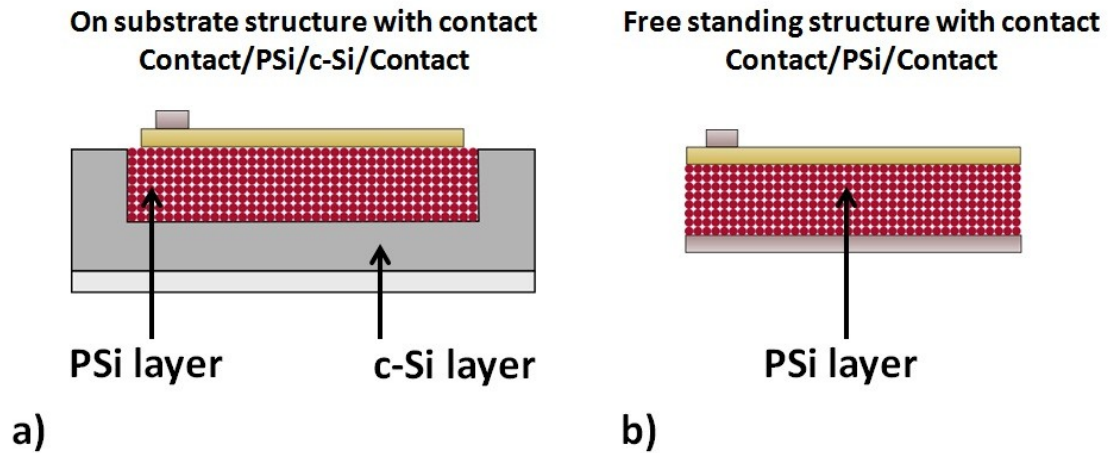 On substrate structure with contact
Contact/PSi/c-Si/Contact
PSi layer
c-Si layer
a)
Free standing structure with contact
Contact/PSi/Contact
PSi layer
b)